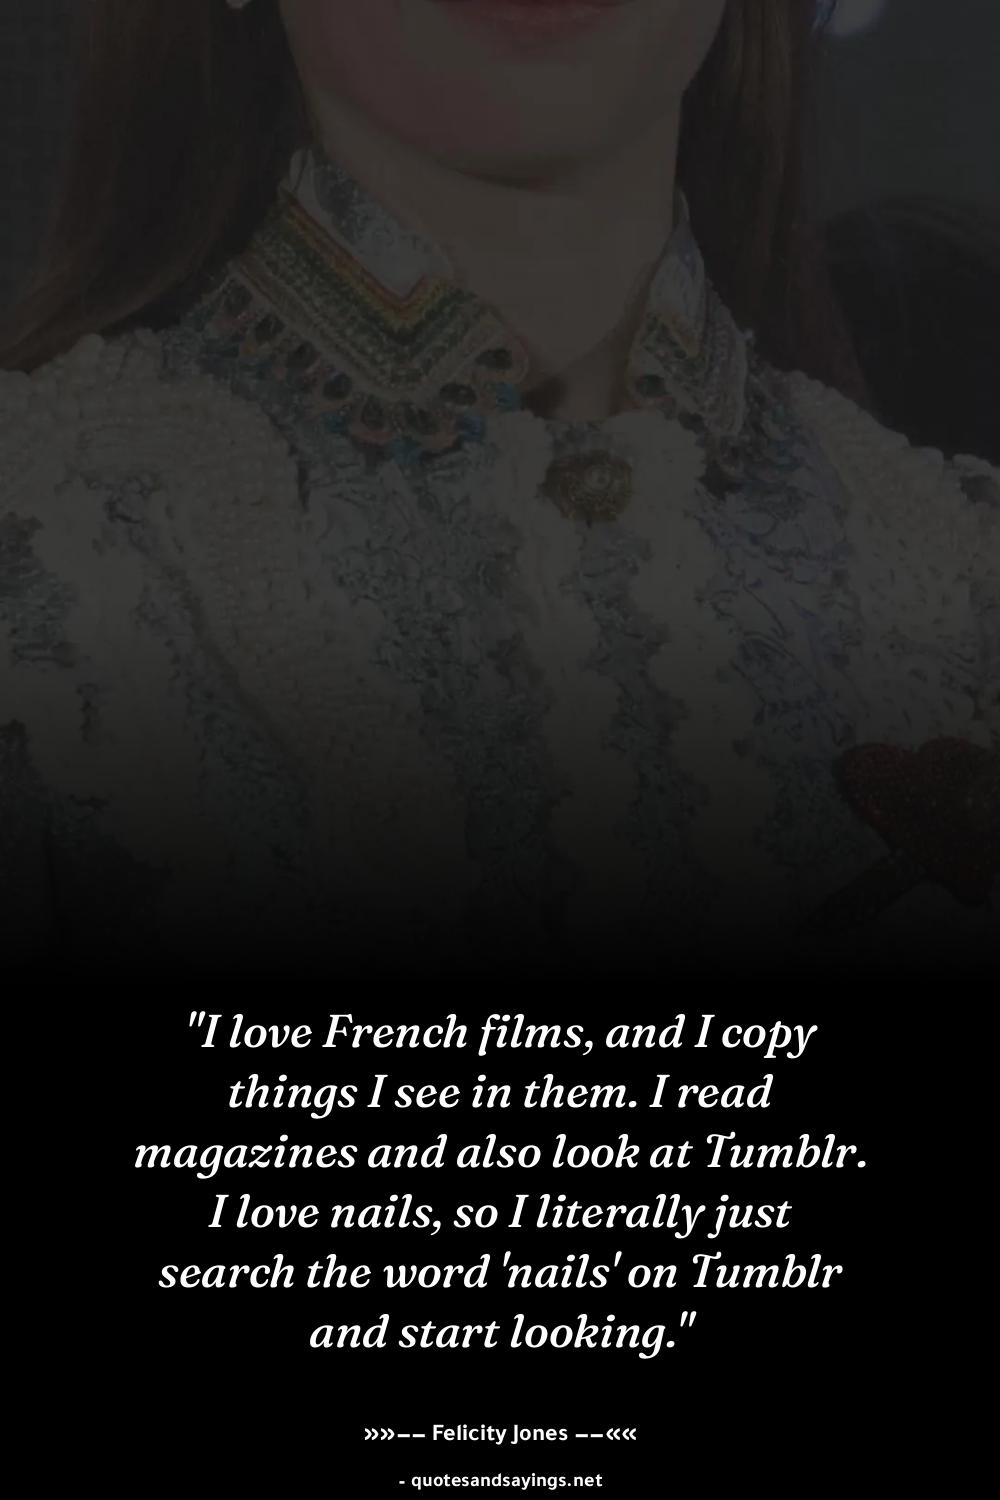 "I love French films, and I copy
things I see in them. I read
magazines and also look at Tumblr.
I love nails, so I literally just
search the word 'nails' on Tumblr
and start looking."
»»−− Felicity Jones −−««
- quotesandsayings.net